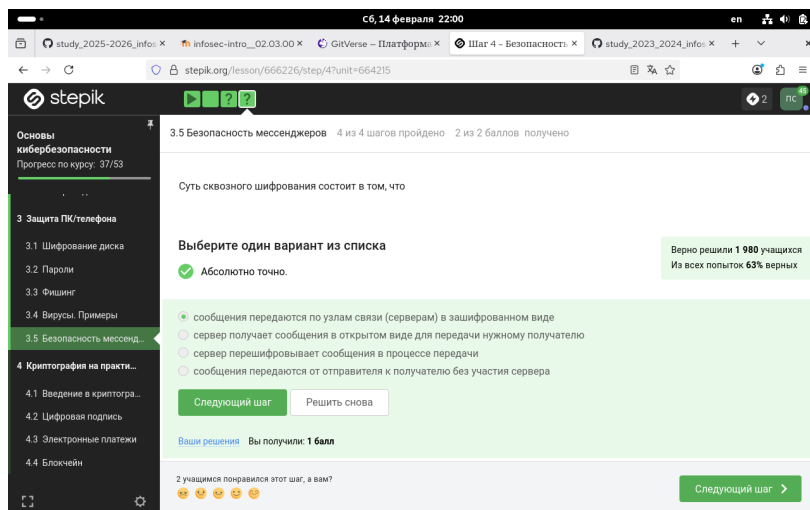 Сб, 14 февраля 22:00
en
study_2025-2026_infos
infosec-intro__02.03.00
GitVerse – Платформа
Шаг 4 – Безопасность
study_2023_2024_infos
stepik.org/lesson/666226/step/4?unit=664215
stepik
?
?
2
ПС
45
Основы
кибербезопасности
Прогресс по курсу: 37/53
3 Защита ПК/телефона
3.1 Шифрование диска
3.2 Пароли
3.3 Фишинг
3.4 Вирусы. Примеры
3.5 Безопасность мессенд...
4 Криптография на практи...
4.1 Введение в криптогра...
4.2 Цифровая подпись
4.3 Электронные платежи
4.4 Блокчейн
3.5 Безопасность мессенджеров 4 из 4 шагов пройдено 2 из 2 баллов получено
Суть сквозного шифрования состоит в том, что
Выберите один вариант из списка
Абсолютно точно.
Верно решили 1 980 учащихся
Из всех попыток 63% верных
сообщения передаются по узлам связи (серверам) в зашифрованном виде
сервер получает сообщения в открытом виде для передачи нужному получателю
сервер перешифровывает сообщения в процессе передачи
сообщения передаются от отправителя к получателю без участия сервера
Следующий шаг
Решить снова
Ваши решения Вы получили: 1 балл
2 учащимся понравился этот шаг, а вам?
Следующий шаг